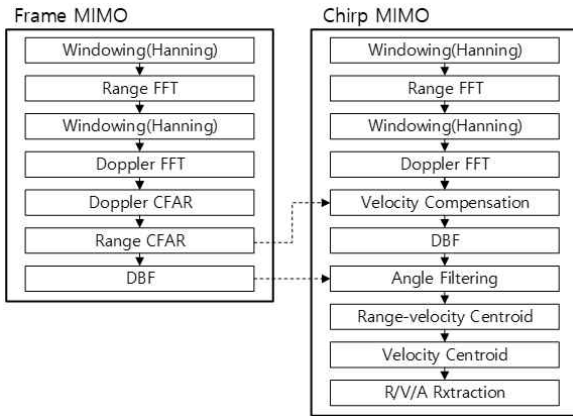 Frame MIMO
Windowing(Hanning)
Range FFT
Windowing(Hanning)
Doppler FFT
Doppler CFAR
Range CFAR
DBF
Chirp MIMO
Windowing(Hanning)
Range FFT
Windowing(Hanning)
Doppler FFT
Velocity Compensation
DBF
Angle Filtering
Range-velocity Centroid
Velocity Centroid
R/V/A Rxtraction